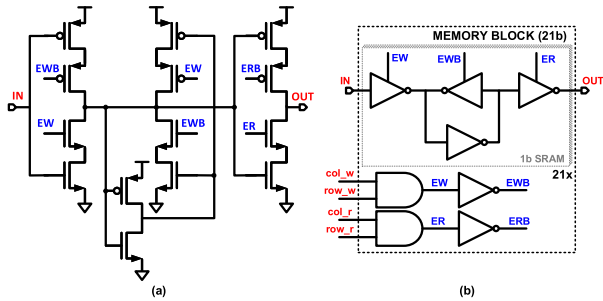 EWB
IN
EW
EW
EWB
ERB
OUT
ER
(a)
MEMORY BLOCK (21b)
EW
EWB
ER
IN
OUT
1b SRAM
21x
col_w
row_w
EW
EWB
col_r
row_r
ER
ERB
(b)